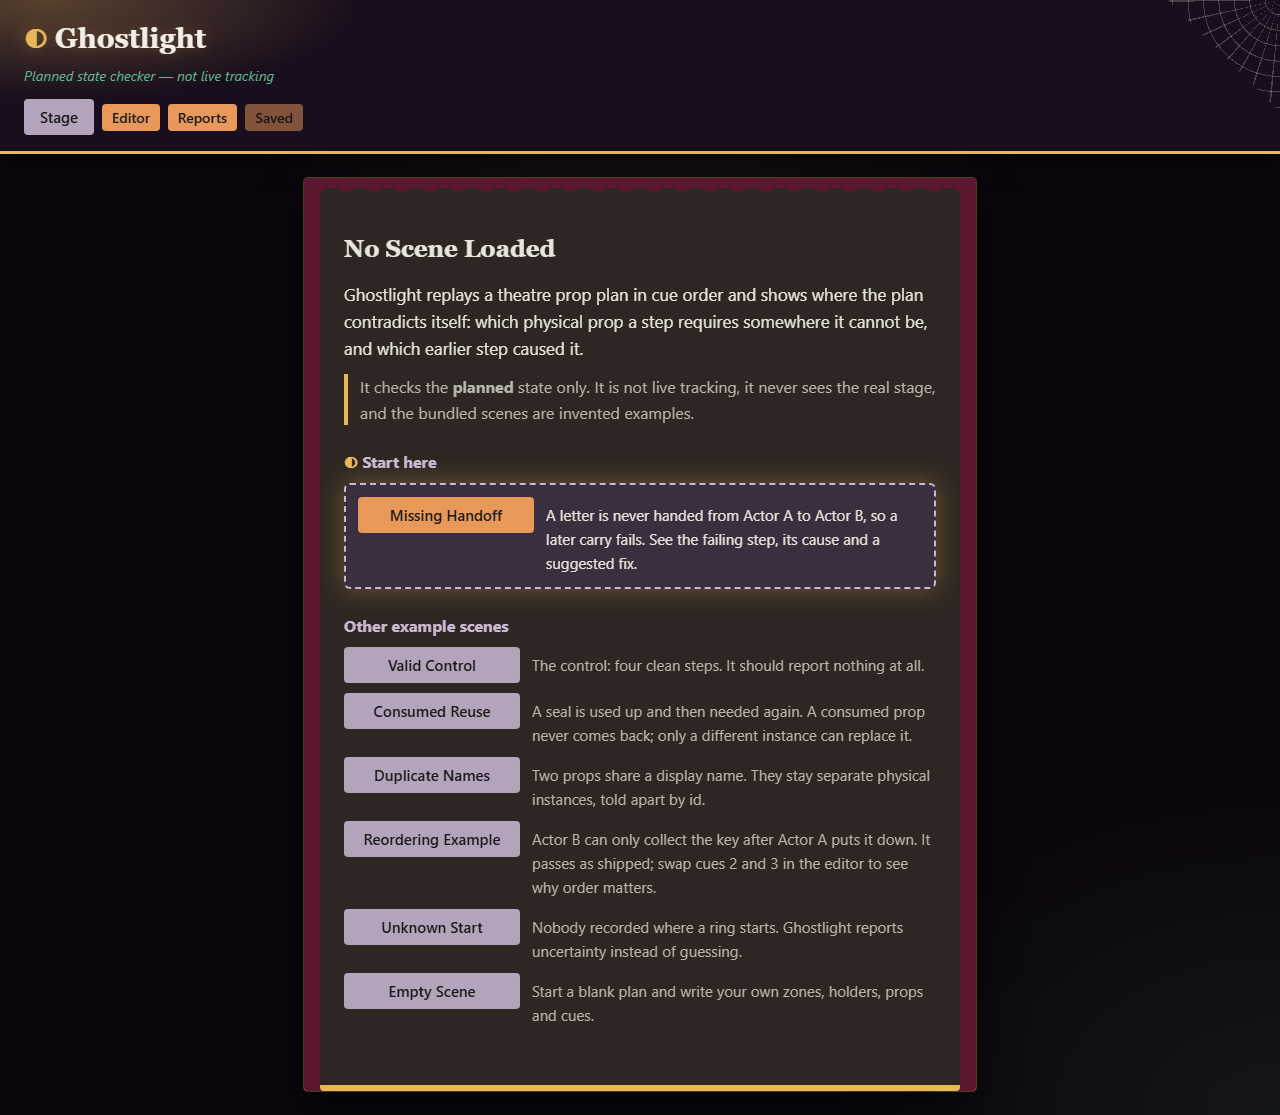 Ghostlight
Planned state checker — not live tracking
Stage
Editor
Reports
Saved
No Scene Loaded
Ghostlight replays a theatre prop plan in cue order and shows where the plan
contradicts itself: which physical prop a step requires somewhere it cannot be,
and which earlier step caused it.
It checks the planned state only. It is not live tracking, it never sees the real stage,
and the bundled scenes are invented examples.
Start here
Missing Handoff
A letter is never handed from Actor A to Actor B, so a
later carry fails. See the failing step, its cause and a
suggested fix.
Other example scenes
Valid Control
The control: four clean steps. It should report nothing at all.
Consumed Reuse
A seal is used up and then needed again. A consumed prop
never comes back; only a different instance can replace it.
Duplicate Names
Two props share a display name. They stay separate physical
instances, told apart by id.
Reordering Example
Actor B can only collect the key after Actor A puts it down. It
passes as shipped; swap cues 2 and 3 in the editor to see
why order matters.
Unknown Start
Nobody recorded where a ring starts. Ghostlight reports
uncertainty instead of guessing.
Empty Scene
Start a blank plan and write your own zones, holders, props
and cues.